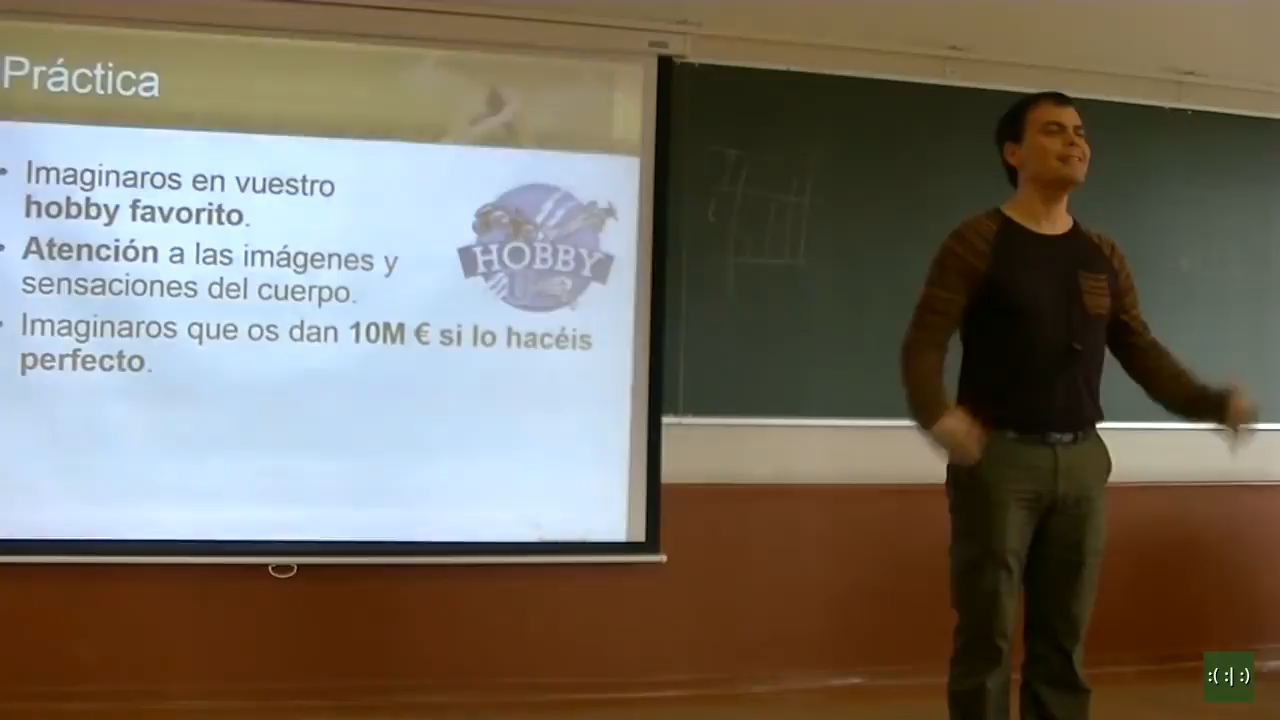 Práctica
• Imaginaros en vuestro
hobby favorito.
• Atención a las imágenes y
sensaciones del cuerpo.
• Imaginaros que os dan 10M € si lo hacéis
perfecto.
HOBBY
:( :| :)